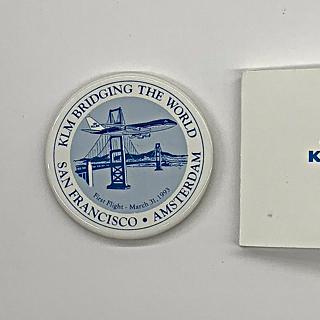 KLM BRIDGING THE WORLD
First Flight - March 31, 1993
SAN FRANCISCO • AMSTERDAM
K